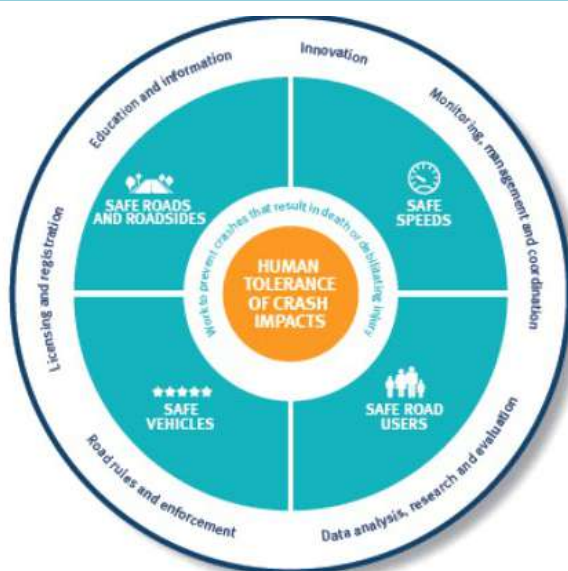 Innovation
Monitoring, management and coordination
Data analysis, research and evaluation
Road rules and enforcement
Licensing and registration
Education and information
SAFE ROADS
AND ROADSIDES
SAFE
SPEEDS
Work to prevent crashes that result in death or debilitating injury
HUMAN
TOLERANCE
OF CRASH
IMPACTS
SAFE
VEHICLES
SAFE ROAD
USERS